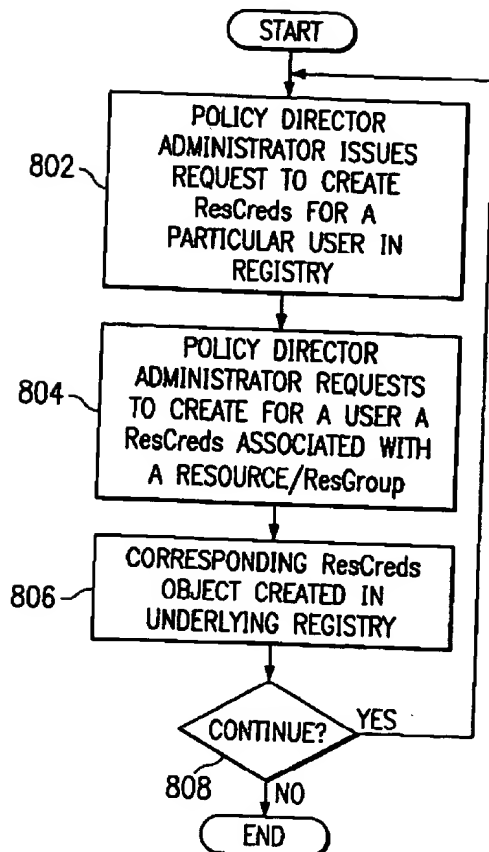 START
802
POLICY DIRECTOR
ADMINISTRATOR ISSUES
REQUEST TO CREATE
ResCreds FOR A
PARTICULAR USER IN
REGISTRY
804
POLICY DIRECTOR
ADMINISTRATOR REQUESTS
TO CREATE FOR A USER A
ResCreds ASSOCIATED WITH
A RESOURCE/ResGroup
806
CORRESPONDING ResCreds
OBJECT CREATED IN
UNDERLYING REGISTRY
CONTINUE?
YES
808
NO
END